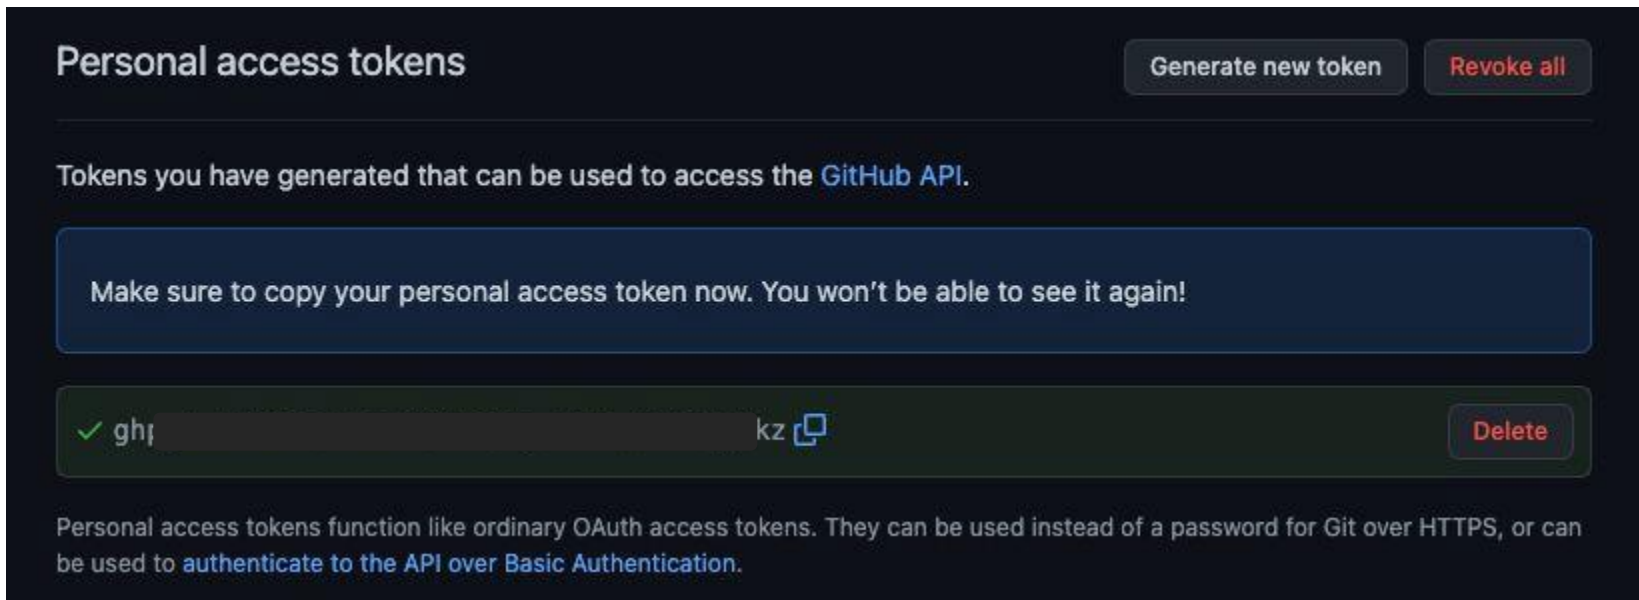 Personal access tokens
Generate new token
Revoke all
Tokens you have generated that can be used to access the GitHub API.
Make sure to copy your personal access token now. You won't be able to see it again!
ghp kz
Delete
Personal access tokens function like ordinary OAuth access tokens. They can be used instead of a password for Git over HTTPS, or can
be used to authenticate to the API over Basic Authentication.